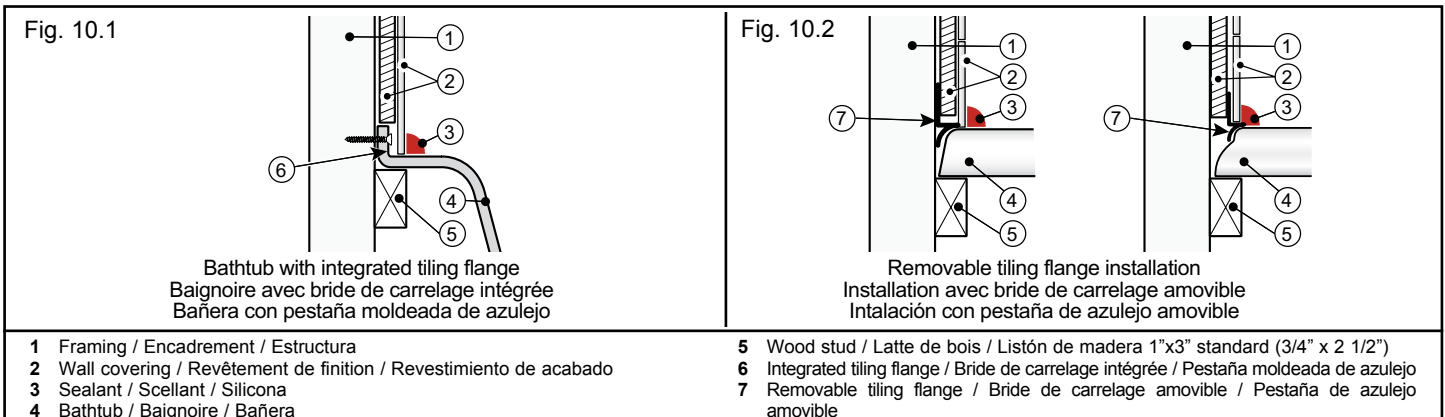 Fig. 10.1
1
2
3
6
4
5
Bathtub with integrated tiling flange
Baignoire avec bride de carrelage intégrée
Bañera con pestaña moldeada de azulejo
Fig. 10.2
1
2
3
7
4
5
1
2
3
7
4
5
Removable tiling flange installation
Installation avec bride de carrelage amovible
Intalación con pestaña de azulejo amovible
1 Framing / Encadrement / Estructura
2 Wall covering / Revêtement de finition / Revestimiento de acabado
3 Sealant / Scellant / Silicona
4 Bathtub / Baignoire / Bañera
5 Wood stud / Latte de bois / Listón de madera 1”x3” standard (3/4” x 2 1/2”)
6 Integrated tiling flange / Bride de carrelage intégrée / Pestaña moldeada de azulejo
7 Removable tiling flange / Bride de carrelage amovible / Pestaña de azulejo
amovible